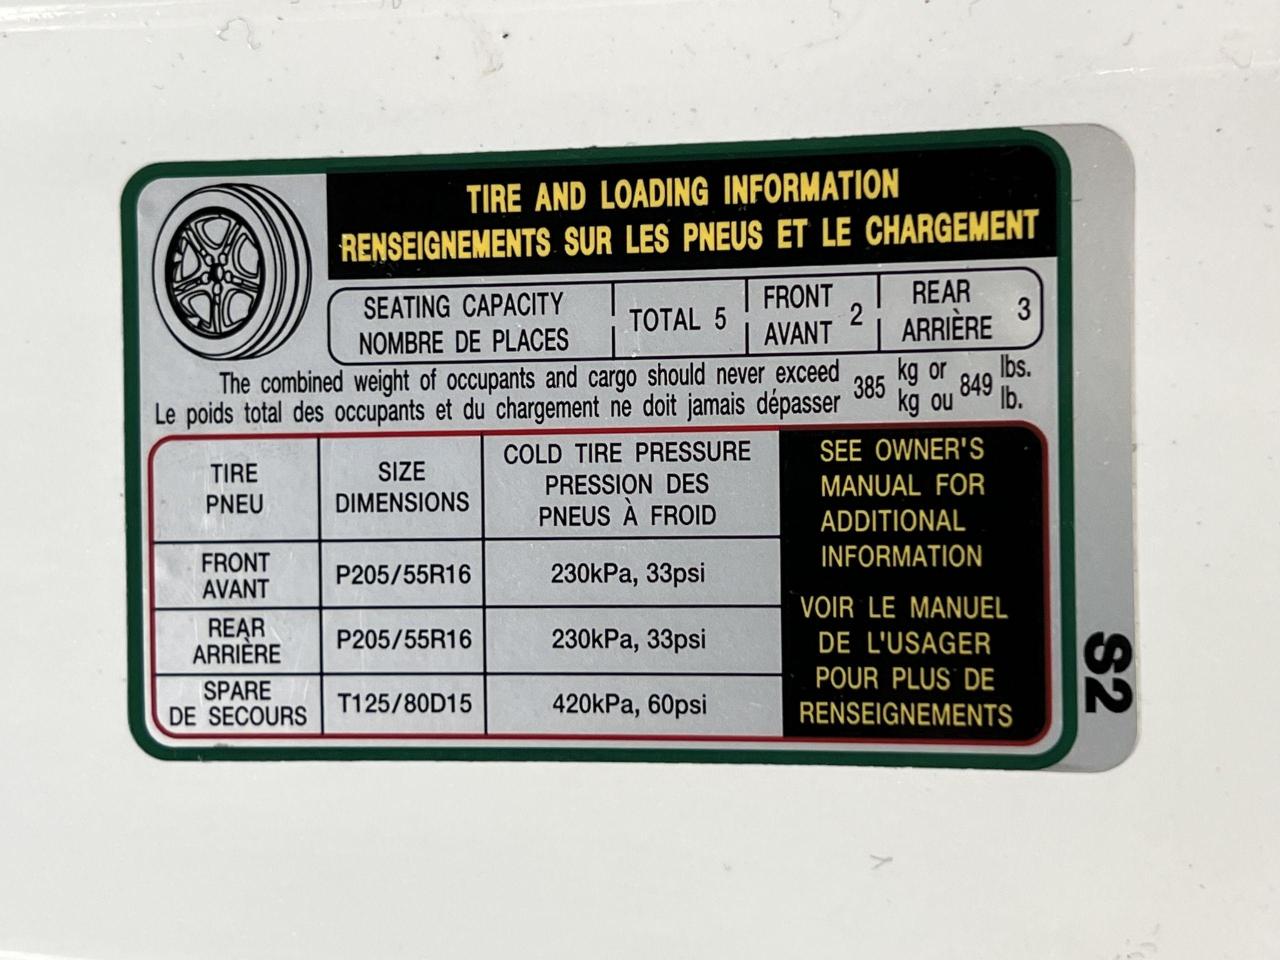 TIRE AND LOADING INFORMATION
RENSEIGNEMENTS SUR LES PNEUS ET LE CHARGEMENT
SEATING CAPACITY
NOMBRE DE PLACES
TOTAL 5
FRONT
AVANT
2
REAR
ARRIÈRE
3
The combined weight of occupants and cargo should never exceed 385 kg or 849 lbs.
Le poids total des occupants et du chargement ne doit jamais dépasser kg ou lb.
TIRE
PNEU
SIZE
DIMENSIONS
COLD TIRE PRESSURE
PRESSION DES
PNEUS À FROID
FRONT
AVANT
P205/55R16
230kPa, 33psi
REAR
ARRIÈRE
P205/55R16
230kPa, 33psi
SPARE
DE SECOURS
T125/80D15
420kPa, 60psi
SEE OWNER'S
MANUAL FOR
ADDITIONAL
INFORMATION
VOIR LE MANUEL
DE L'USAGER
POUR PLUS DE
RENSEIGNEMENTS
S2